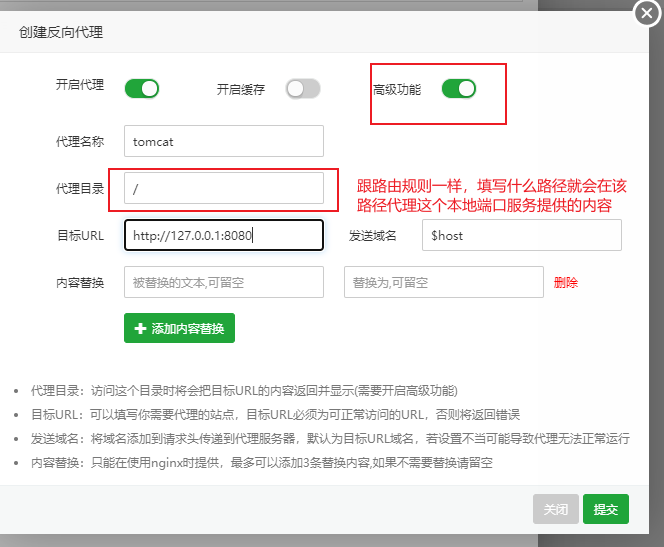 创建反向代理
开启代理 开启缓存 高级功能
代理名称 tomcat
代理目录 /
跟路由规则一样，填写什么路径就会在该
路径代理这个本地端口服务提供的内容
目标URL http://127.0.0.1:8080 发送域名 $host
内容替换 被替换的文本,可留空 替换为,可留空 删除
添加内容替换
代理目录：访问这个目录时将会把目标URL的内容返回并显示(需要开启高级功能)
目标URL：可以填写你需要代理的站点，目标URL必须为可正常访问的URL，否则将返回错误
发送域名：将域名添加到请求头传递到代理服务器，默认为目标URL域名，若设置不当可能导致代理无法正常运行
内容替换：只能在使用nginx时提供，最多可以添加3条替换内容,如果不需要替换请留空
关闭 提交